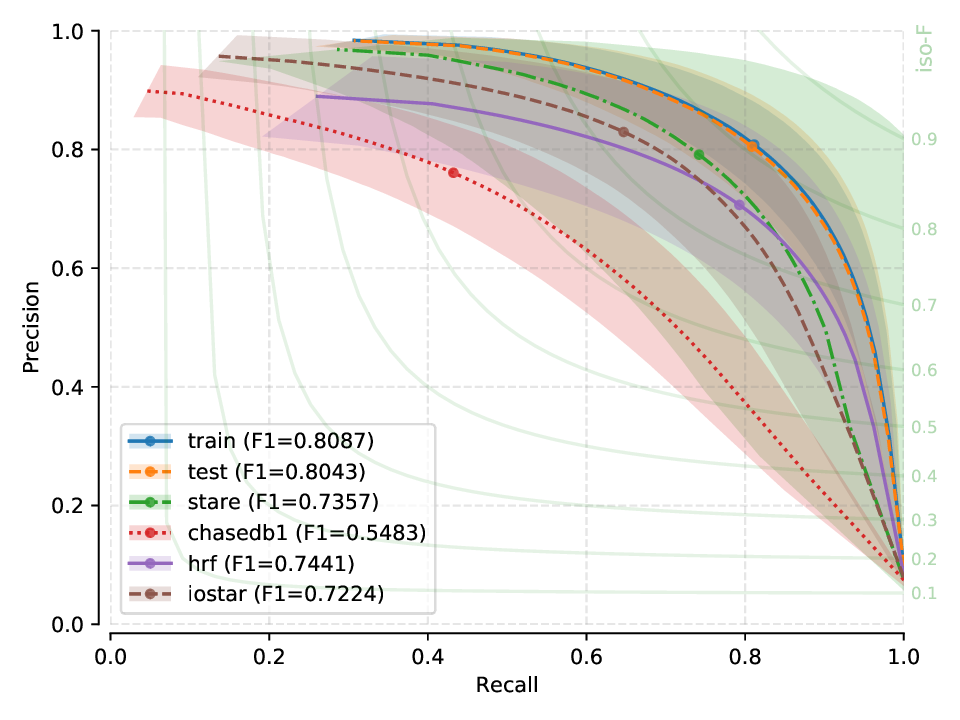 1.0
0.8
0.6
0.4
0.2
0.0
Precision
0.0
0.2
0.4
0.6
0.8
1.0
Recall
iso-F
0.9
0.8
0.7
0.6
0.5
0.4
0.3
0.2
0.1
train (F1=0.8087)
test (F1=0.8043)
stare (F1=0.7357)
chasedb1 (F1=0.5483)
hrf (F1=0.7441)
iostar (F1=0.7224)